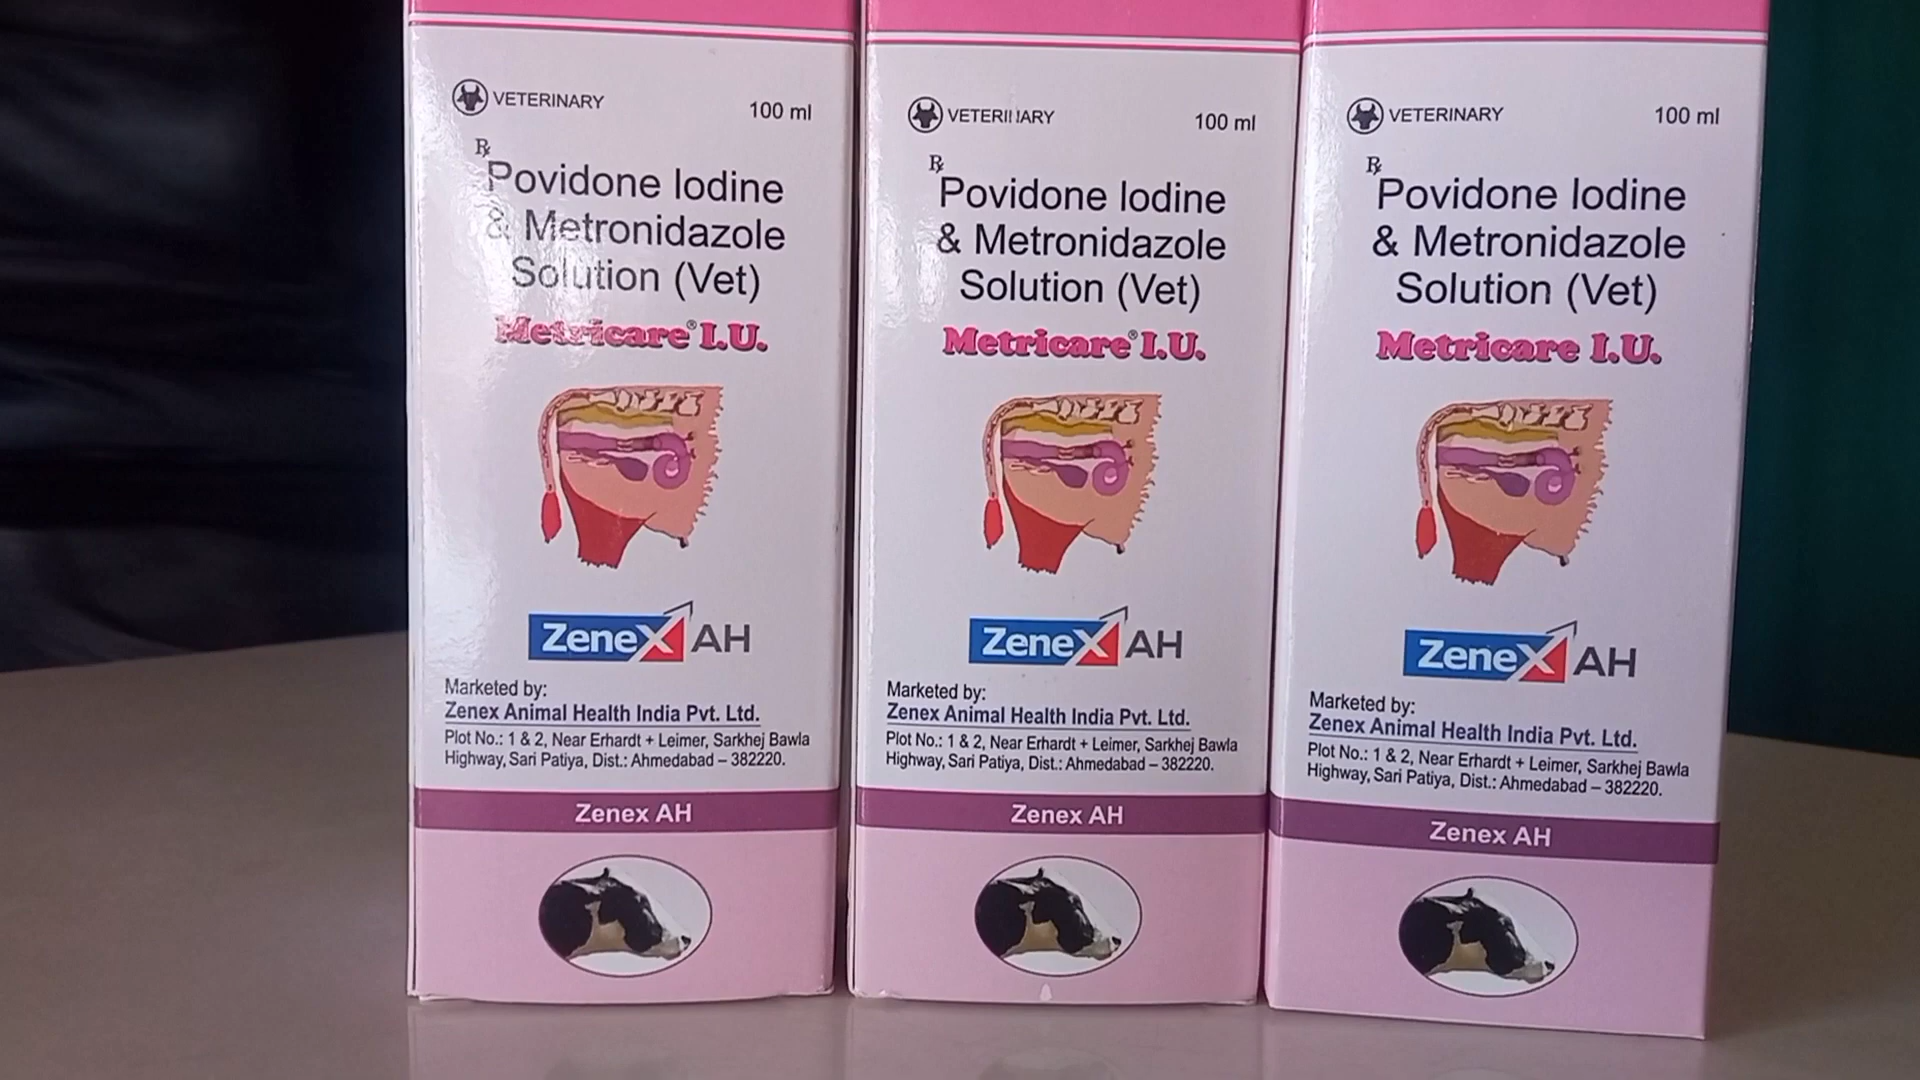 VETERINARY
100 ml
Rx
Povidone Iodine
& Metronidazole
Solution (Vet)
Metricare® I.U.
ZeneX AH
Marketed by:
Zenex Animal Health India Pvt. Ltd.
Plot No.: 1 & 2, Near Erhardt + Leimer, Sarkhej Bawla
Highway, Sari Patiya, Dist.: Ahmedabad – 382220.
Zenex AH
VETERINARY
100 ml
Rx
Povidone Iodine
& Metronidazole
Solution (Vet)
Metricare® I.U.
ZeneX AH
Marketed by:
Zenex Animal Health India Pvt. Ltd.
Plot No.: 1 & 2, Near Erhardt + Leimer, Sarkhej Bawla
Highway, Sari Patiya, Dist.: Ahmedabad – 382220.
Zenex AH
VETERINARY
100 ml
Rx
Povidone Iodine
& Metronidazole
Solution (Vet)
Metricare I.U.
ZeneX AH
Marketed by:
Zenex Animal Health India Pvt. Ltd.
Plot No.: 1 & 2, Near Erhardt + Leimer, Sarkhej Bawla
Highway, Sari Patiya, Dist.: Ahmedabad – 382220.
Zenex AH